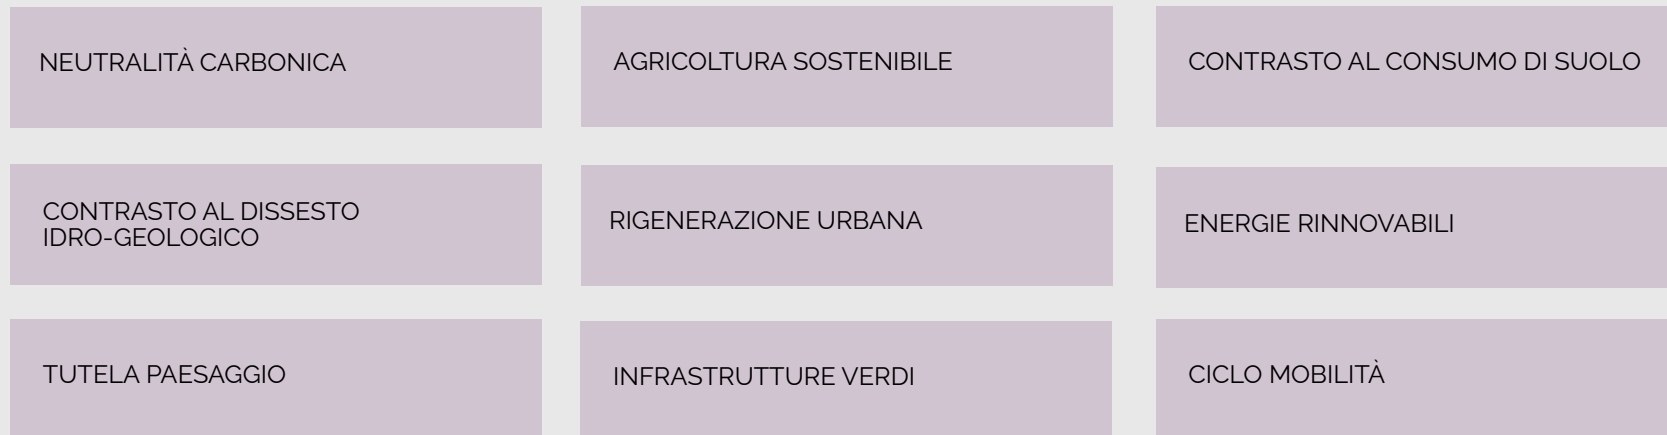 NEUTRALITÀ CARBONICA
AGRICOLTURA SOSTENIBILE
CONTRASTO AL CONSUMO DI SUOLO
CONTRASTO AL DISSESTO
IDRO-GEOLOGICO
RIGENERAZIONE URBANA
ENERGIE RINNOVABILI
TUTELA PAESAGGIO
INFRASTRUTTURE VERDI
CICLO MOBILITÀ